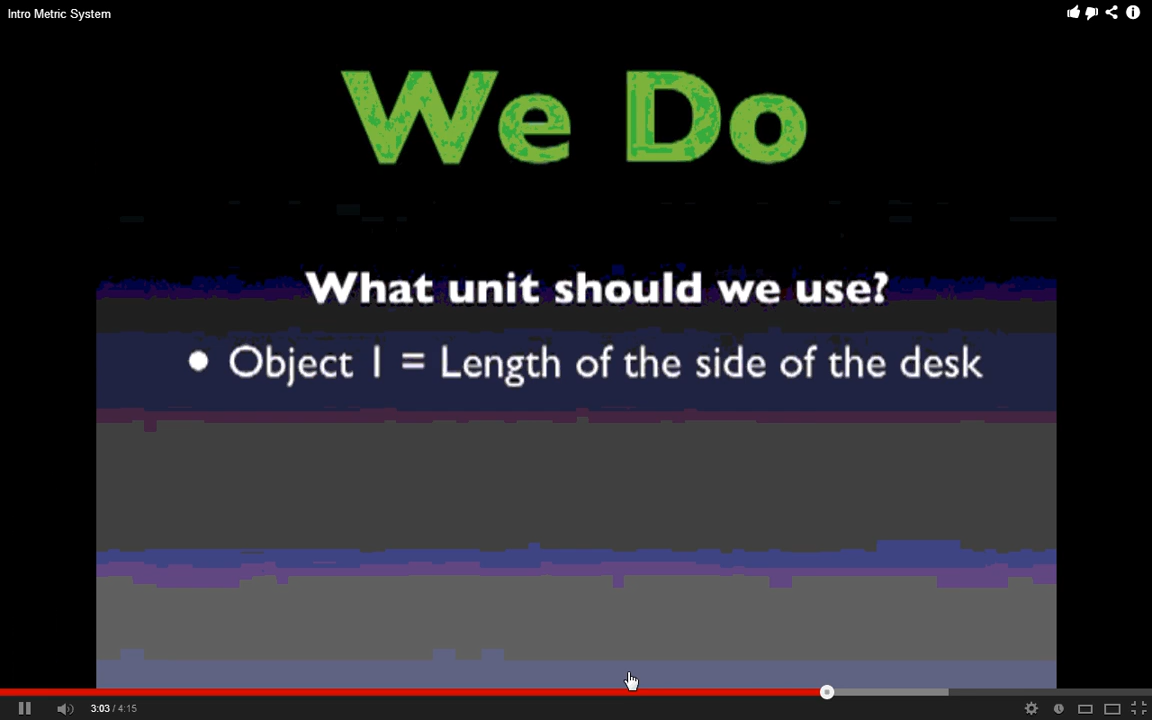 Intro Metric System
We Do
What unit should we use?
• Object 1 = Length of the side of the desk
3:03 / 4:15